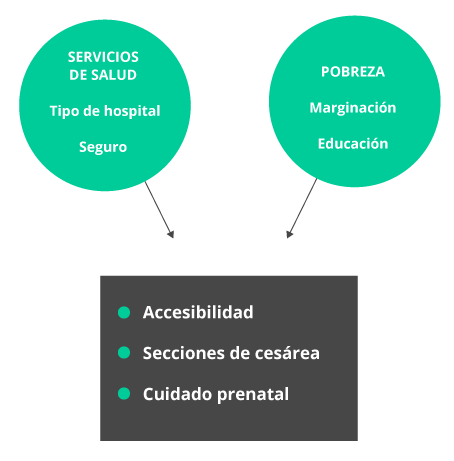 SERVICIOS
DE SALUD
Tipo de hospital
Seguro
POBREZA
Marginación
Educación
Accesibilidad
Secciones de cesárea
Cuidado prenatal